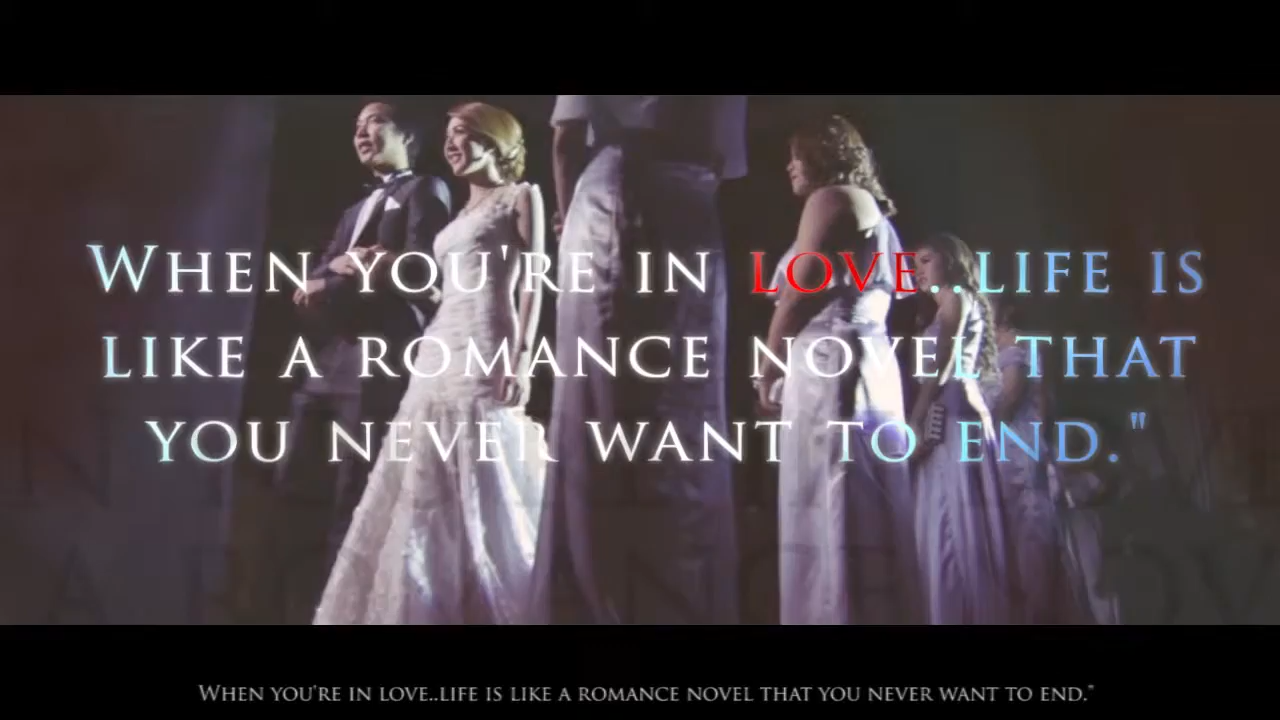 WHEN YOU'RE IN LOVE..LIFE IS
LIKE A ROMANCE NOVEL THAT
YOU NEVER WANT TO END."
WHEN YOU'RE IN LOVE..LIFE IS LIKE A ROMANCE NOVEL THAT YOU NEVER WANT TO END."